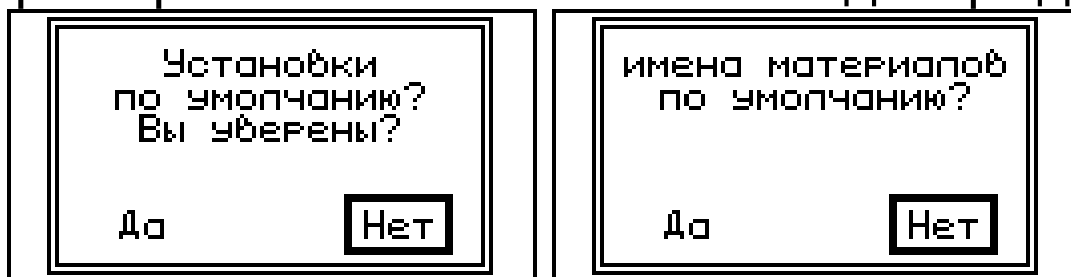 Установки
по умолчанию?
Вы уверены?
Да
Нет
имена материалов
по умолчанию?
Да
Нет